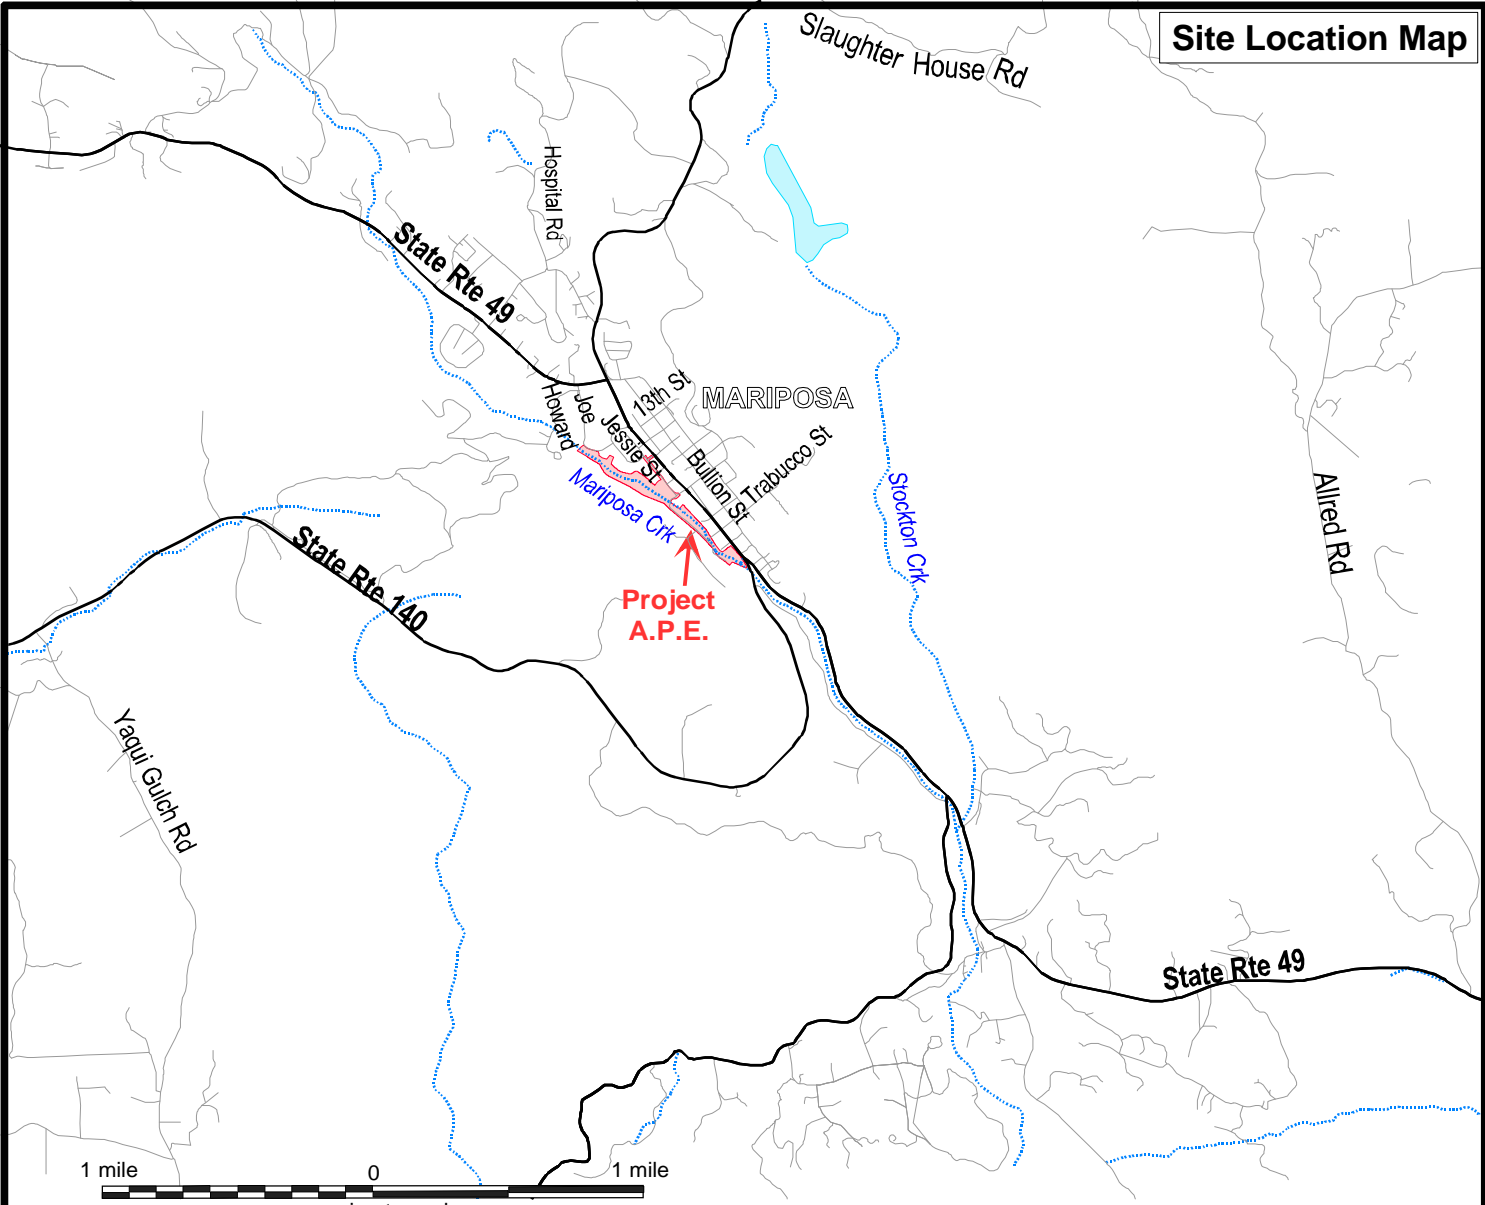 Site Location Map
Slaughter House Rd
Hospital Rd
State Rte 49
13th St
MARIPOSA
Howard
Joe
Jessie St
Bullion St
Trabucco St
Mariposa Crk
Stockton Crk
Allred Rd
State Rte 140
Project
A.P.E.
Yaqui Gulch Rd
State Rte 49
1 mile 0 1 mile